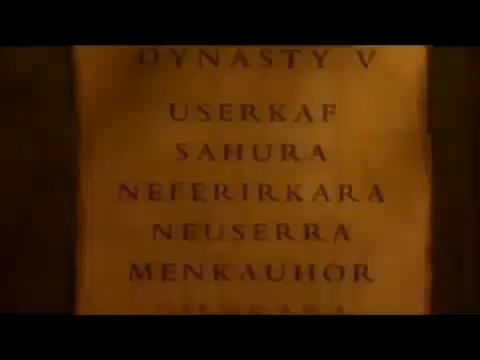 DYNASTY V
USERKAF
SAHURA
NEFERIRKARA
NEUSERRA
MENKAUHOR